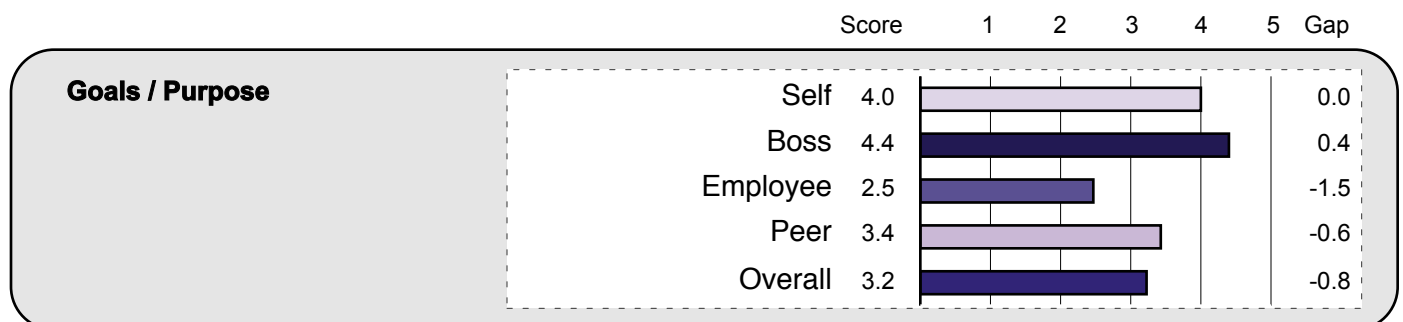 Score 1 2 3 4 5 Gap
Goals / Purpose
Self 4.0 0.0
Boss 4.4 0.4
Employee 2.5 -1.5
Peer 3.4 -0.6
Overall 3.2 -0.8